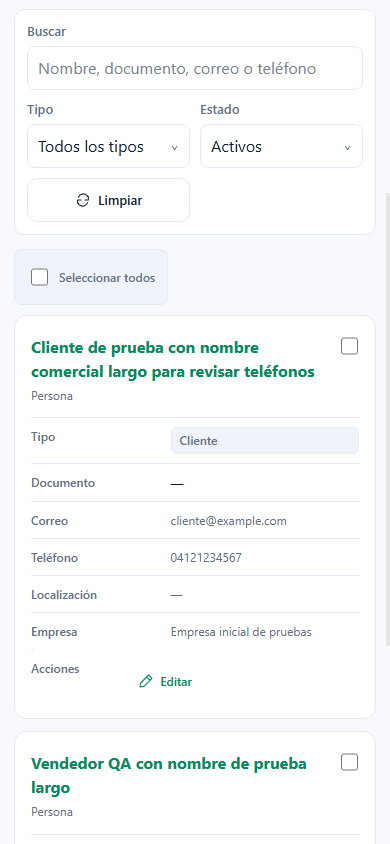 Buscar
Nombre, documento, correo o teléfono
Tipo
Estado
Todos los tipos
Activos
Limpiar
Seleccionar todos
Cliente de prueba con nombre
comercial largo para revisar teléfonos
Persona
Tipo
Cliente
Documento
—
Correo
cliente@example.com
Teléfono
04121234567
Localización
—
Empresa
Empresa inicial de pruebas
Acciones
Editar
Vendedor QA con nombre de prueba
largo
Persona